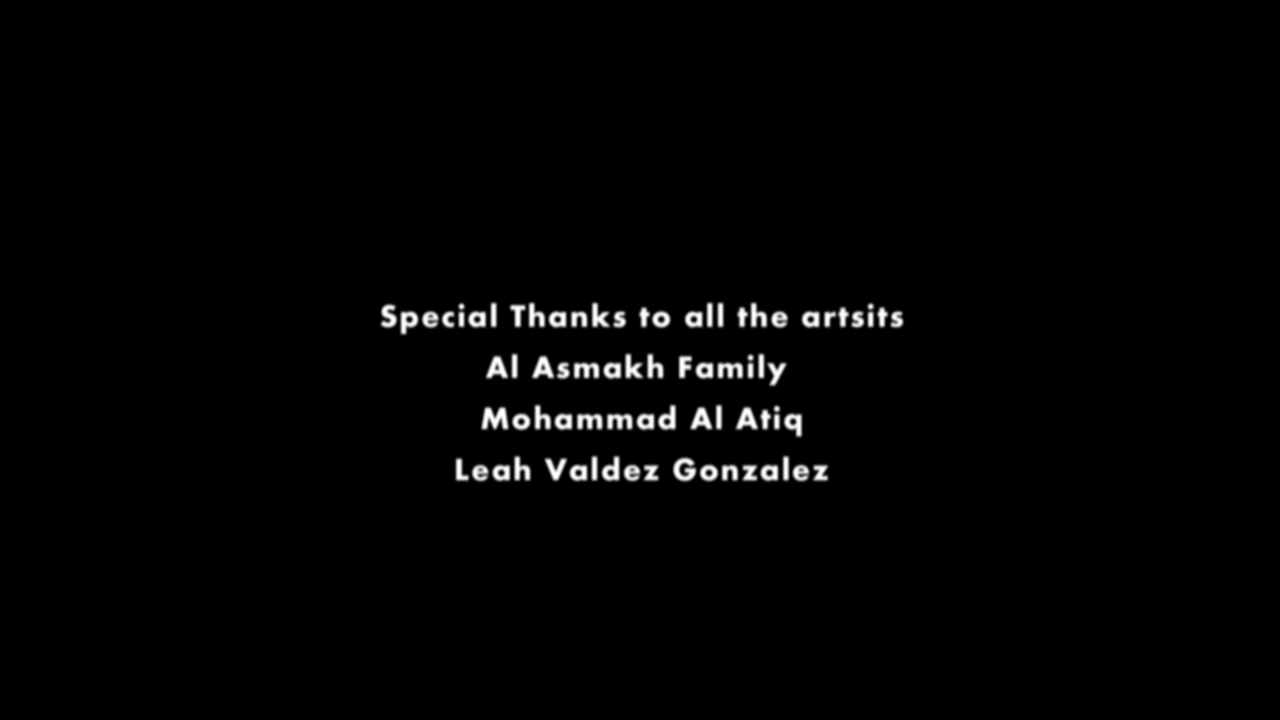 Special Thanks to all the artsits
Al Asmakh Family
Mohammad Al Atiq
Leah Valdez Gonzalez